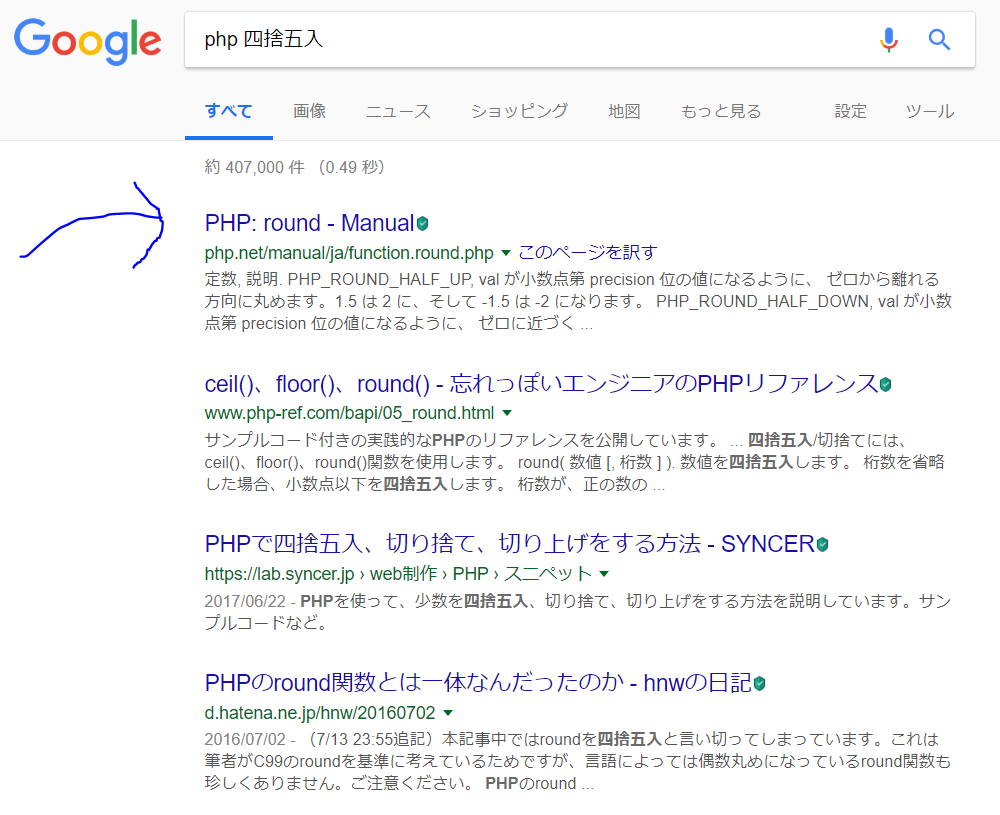 Google
php 四捨五入
すべて 画像 ニュース ショッピング 地図 もっと見る 設定 ツール
約 407,000 件 （0.49 秒）
PHP: round - Manual
php.net/manual/ja/function.round.php ▼ このページを訳す
定数, 説明. PHP_ROUND_HALF_UP, val が小数点第 precision 位の値になるように、 ゼロから離れる
方向に丸めます。1.5 は 2 に、そして -1.5 は -2 になります。 PHP_ROUND_HALF_DOWN, val が小数
点第 precision 位の値になるように、 ゼロに近づく ...
ceil()、floor()、round() - 忘れっぽいエンジニアのPHPリファレンス
www.php-ref.com/bapi/05_round.html ▼
サンプルコード付きの実践的なPHPのリファレンスを公開しています。 ... 四捨五入/切捨てには、
ceil()、floor()、round()関数を使用します。 round( 数値 [, 桁数 ] ). 数値を四捨五入します。 桁数を省略
した場合、小数点以下を四捨五入します。 桁数が、正の数の ...
PHPで四捨五入、切り捨て、切り上げをする方法 - SYNCER
https://lab.syncer.jp › web制作 › PHP › スニペット ▼
2017/06/22 - PHPを使って、少数を四捨五入、切り捨て、切り上げをする方法を説明しています。サン
プルコードなど。
PHPのround関数とは一体なんだったのか - hnwの日記
d.hatena.ne.jp/hnw/20160702 ▼
2016/07/02 - （7/13 23:55追記）本記事中ではroundを四捨五入と言い切ってしまっています。これは
筆者がC99のroundを基準に考えているためですが、言語によっては偶数丸めになっているround関数も
珍しくありません。ご注意ください。 PHPのround ...